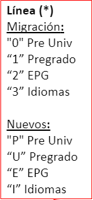 Línea (*)
Migración:
"0" Pre Univ
"1" Pregrado
"2" EPG
"3" Idiomas

Nuevos:
"P" Pre Univ
"U" Pregrado
"E" EPG
"I" Idiomas